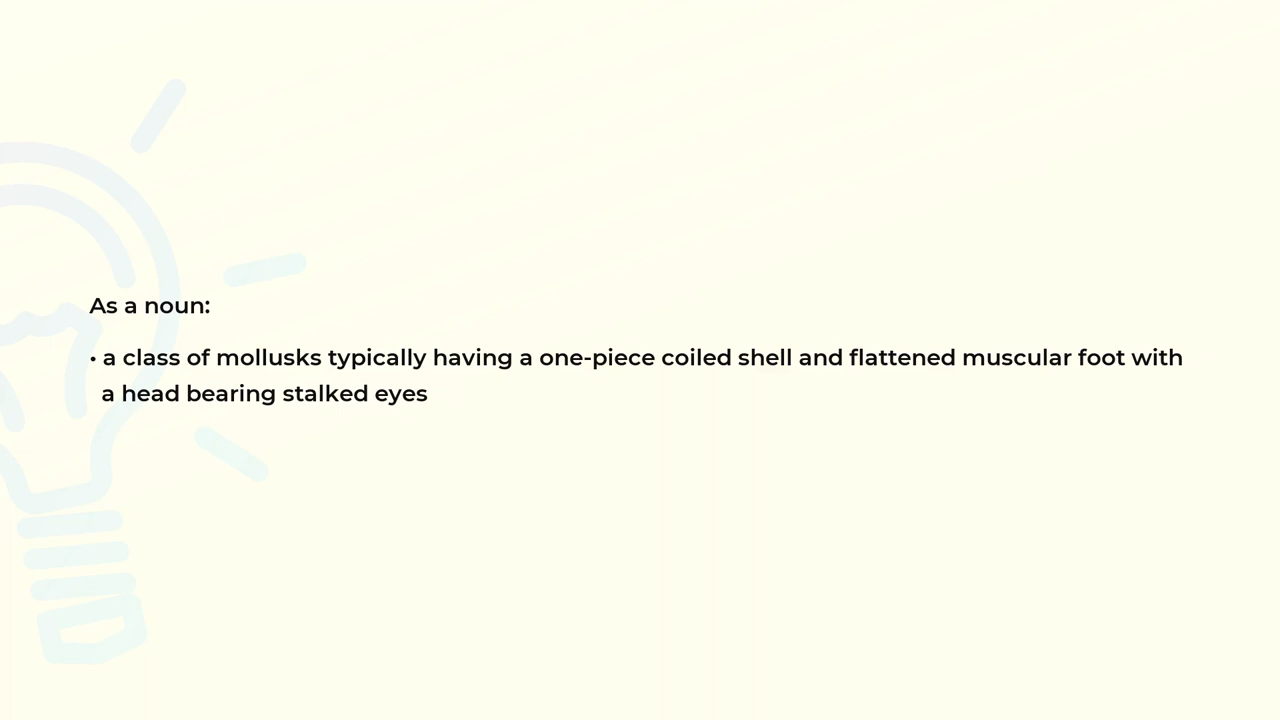 As a noun:
• a class of mollusks typically having a one-piece coiled shell and flattened muscular foot with
a head bearing stalked eyes